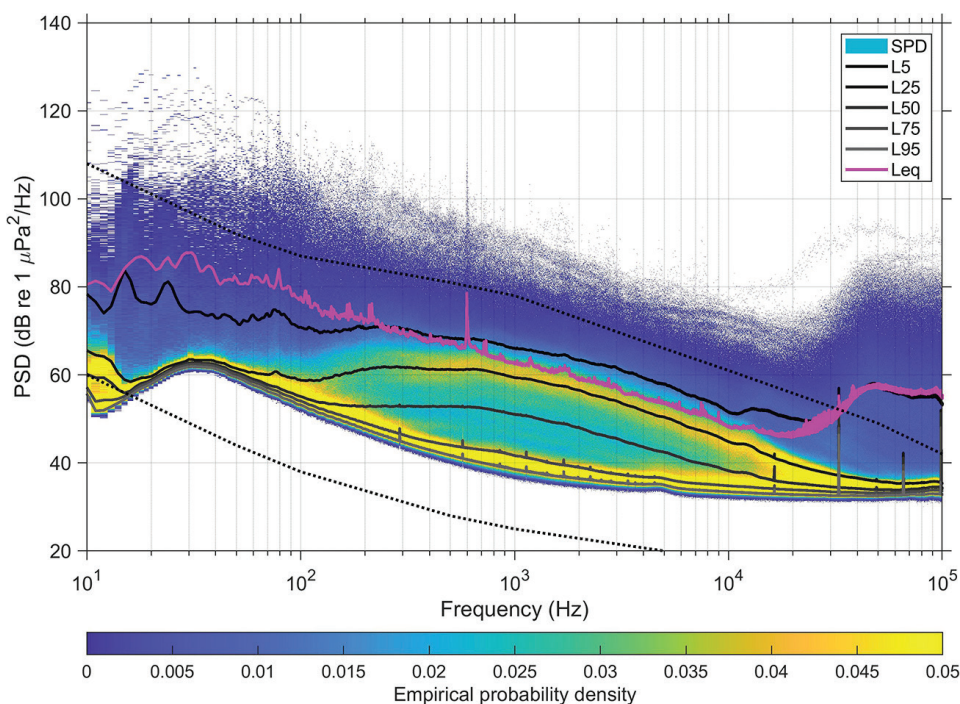 140
120
100
80
60
40
20
PSD (dB re 1 μPa²/Hz)
SPD
L5
L25
L50
L75
L95
Leq
10¹ 10² 10³ 10⁴ 10⁵
Frequency (Hz)
0 0.005 0.01 0.015 0.02 0.025 0.03 0.035 0.04 0.045 0.05
Empirical probability density